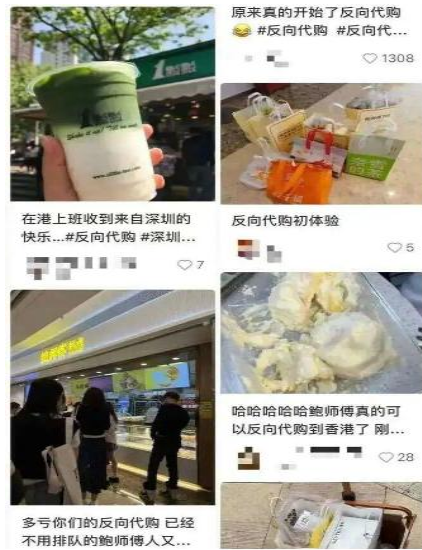 在港上班收到来自深圳的
快乐...#反向代购 #深圳...
7
多亏你们的反向代购 已经
不用排队的鲍师傅人又...
原来真的开始了反向代购
😂 #反向代购 #反向代...
1308
反向代购初体验
5
哈哈哈哈哈鲍师傅真的可
以反向代购到香港了 刚...
28